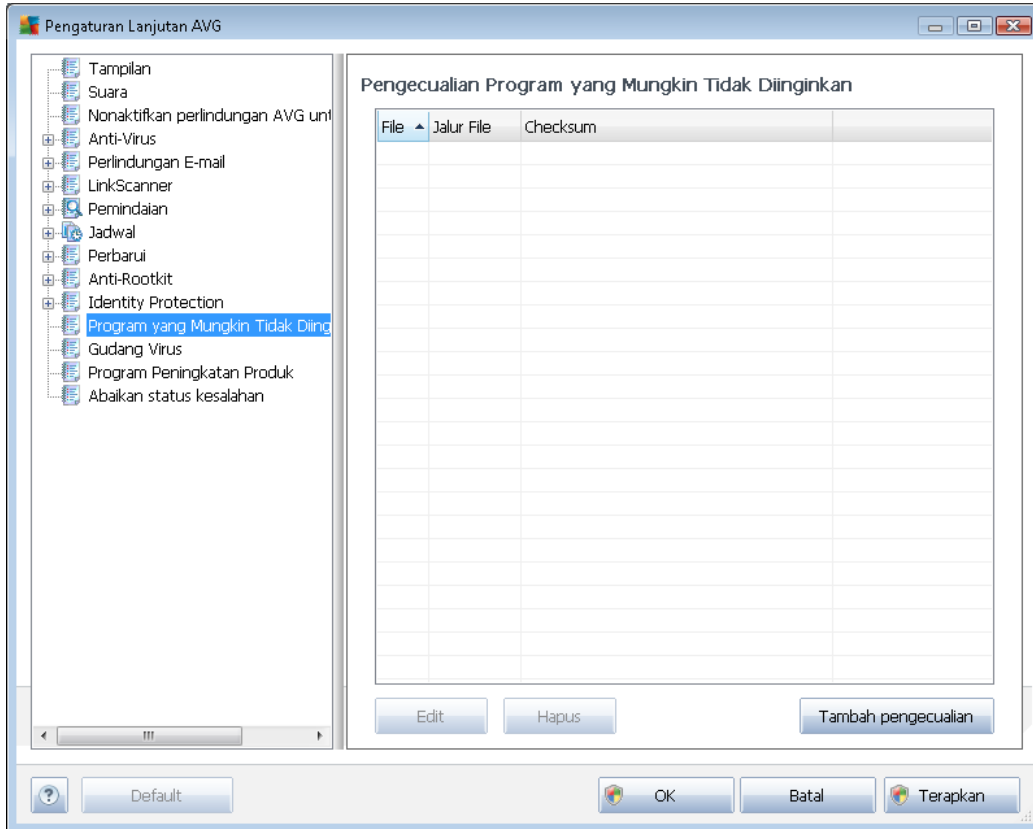 Pengaturan Lanjutan AVG
Tampilan
Suara
Nonaktifkan perlindungan AVG unt
Anti-Virus
Perlindungan E-mail
LinkScanner
Pemindaian
Jadwal
Perbarui
Anti-Rootkit
Identity Protection
Program yang Mungkin Tidak Diing
Gudang Virus
Program Peningkatan Produk
Abaikan status kesalahan
Pengecualian Program yang Mungkin Tidak Diinginkan
File Jalur File Checksum
Edit Hapus Tambah pengecualian
? Default OK Batal Terapkan